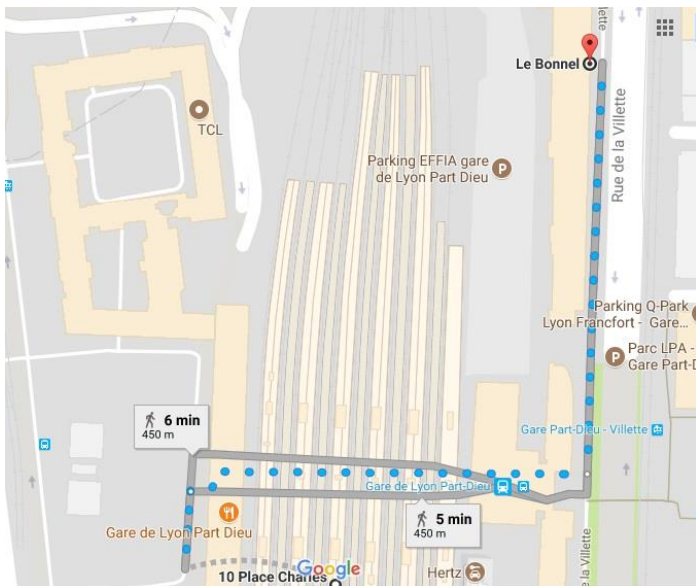 lette
Le Bonnel
TCL
Parking EFFIA gare
de Lyon Part Dieu
P
Rue de la Villette
Parking Q-Park
Lyon Francfort - Gare...
P
Parc LPA -
Gare Part-D
6 min
450 m
Gare Part-Dieu - Villette
Gare de Lyon Part-Dieu
5 min
450 m
Gare de Lyon Part Dieu
Google
10 Place Charles
Hertz
de la Villette